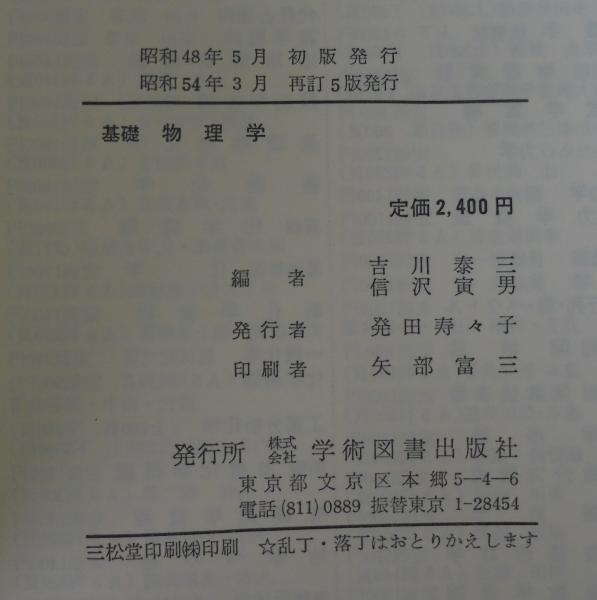 昭和48年5月 初版発行
昭和54年3月 再訂5版発行
基礎 物理学
定価2,400円
編者 吉川泰三
信沢寅男
発行者 発田寿々子
印刷者 矢部富三
発行所 株式会社 学術図書出版社
東京都文京区本郷5―4―6
電話(811)0889 振替東京 1-28454
三松堂印刷㈱印刷 ☆乱丁・落丁はおとりかえします